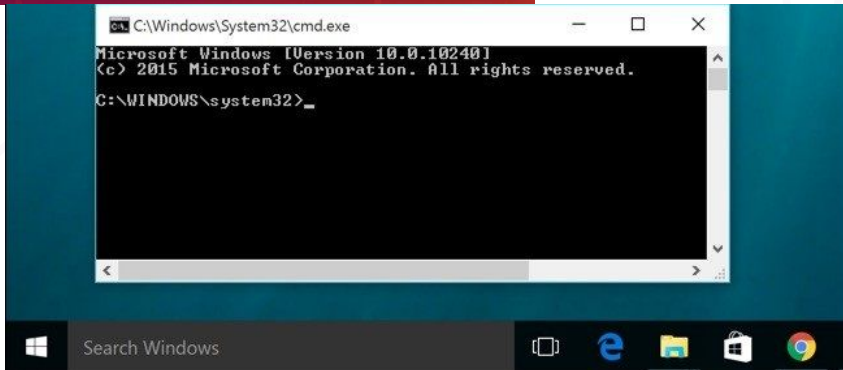 C:\Windows\System32\cmd.exe
Microsoft Windows [Version 10.0.10240]
(c) 2015 Microsoft Corporation. All rights reserved.
C:\WINDOWS\system32>_
Search Windows